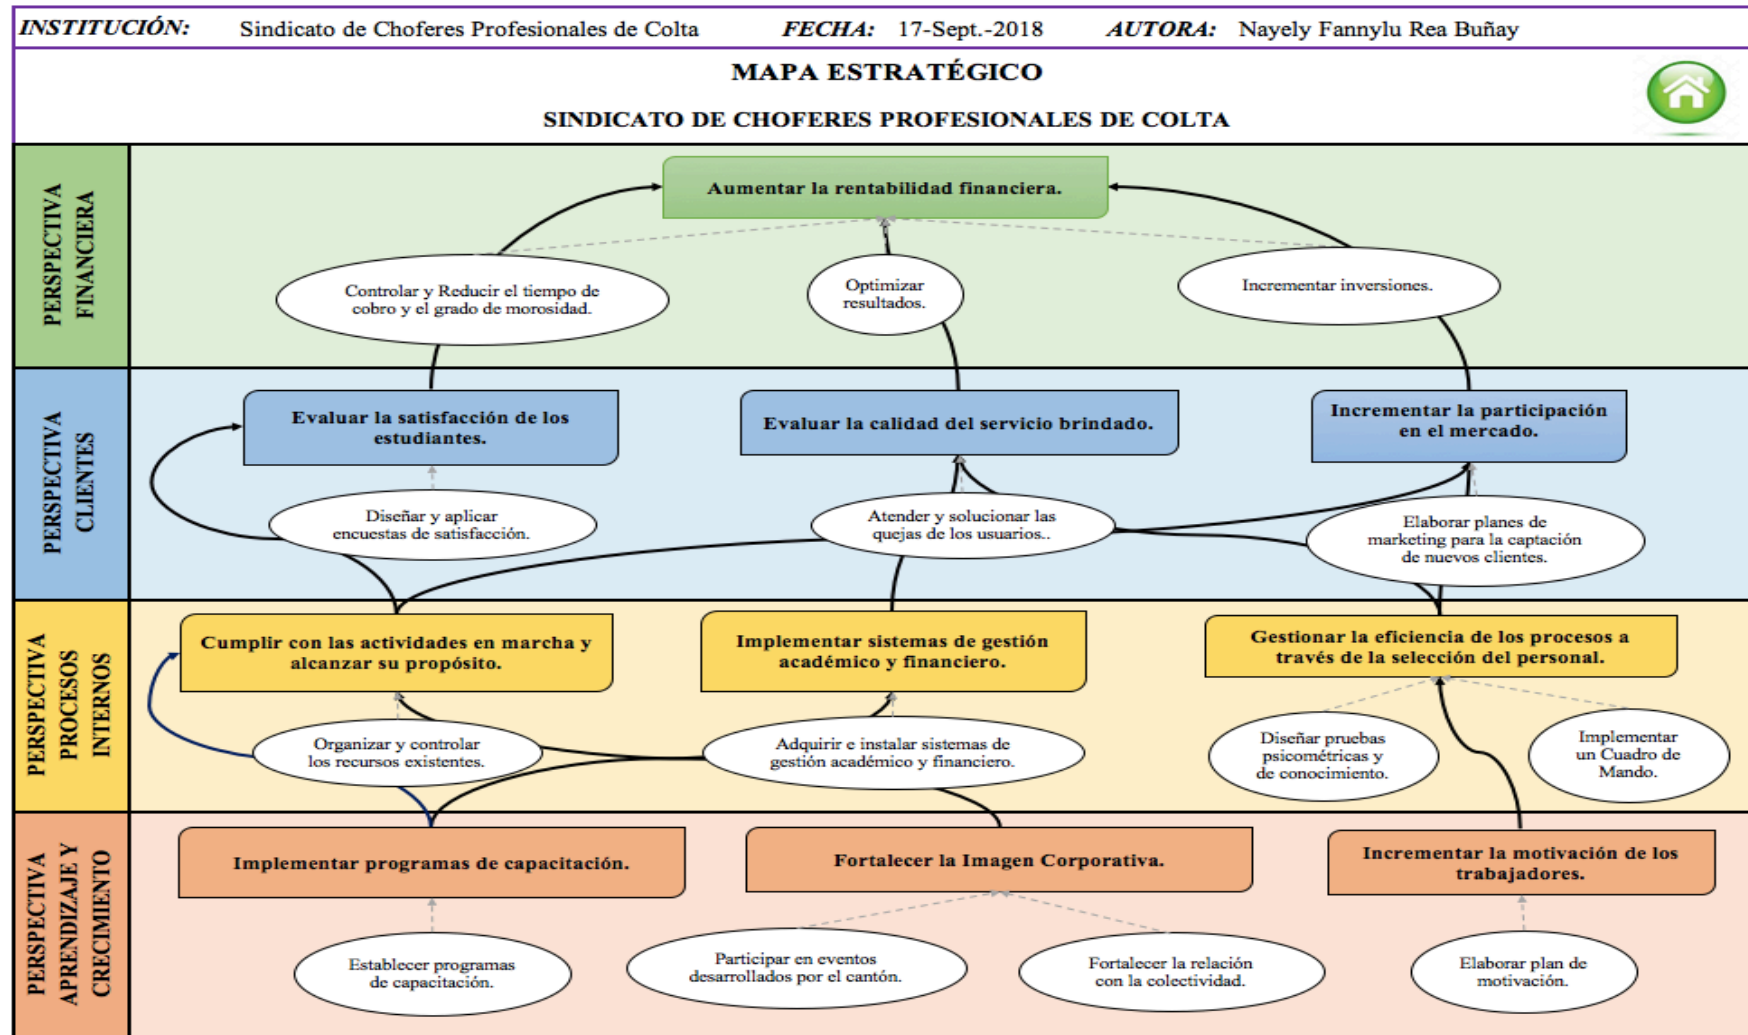 INSTITUCIÓN: Sindicato de Choferes Profesionales de Colta FECHA: 17-Sept.-2018 AUTORA: Nayely Fannylu Rea Buñay
MAPA ESTRATÉGICO
SINDICATO DE CHOFERES PROFESIONALES DE COLTA
PERSPECTIVA
FINANCIERA
Aumentar la rentabilidad financiera.
Controlar y Reducir el tiempo de
cobro y el grado de morosidad.
Optimizar
resultados.
Incrementar inversiones.
PERSPECTIVA
CLIENTES
Evaluar la satisfacción de los
estudiantes.
Evaluar la calidad del servicio brindado.
Incrementar la participación
en el mercado.
Diseñar y aplicar
encuestas de satisfacción.
Atender y solucionar las
quejas de los usuarios..
Elaborar planes de
marketing para la captación
de nuevos clientes.
PERSPECTIVA
PROCESOS
INTERNOS
Cumplir con las actividades en marcha y
alcanzar su propósito.
Implementar sistemas de gestión
académico y financiero.
Gestionar la eficiencia de los procesos a
través de la selección del personal.
Organizar y controlar
los recursos existentes.
Adquirir e instalar sistemas de
gestión académico y financiero.
Diseñar pruebas
psicométricas y
de conocimiento.
Implementar
un Cuadro de
Mando.
PERSPECTIVA
APRENDIZAJE Y
CRECIMIENTO
Implementar programas de capacitación.
Fortalecer la Imagen Corporativa.
Incrementar la motivación de los
trabajadores.
Establecer programas
de capacitación.
Participar en eventos
desarrollados por el cantón.
Fortalecer la relación
con la colectividad.
Elaborar plan de
motivación.